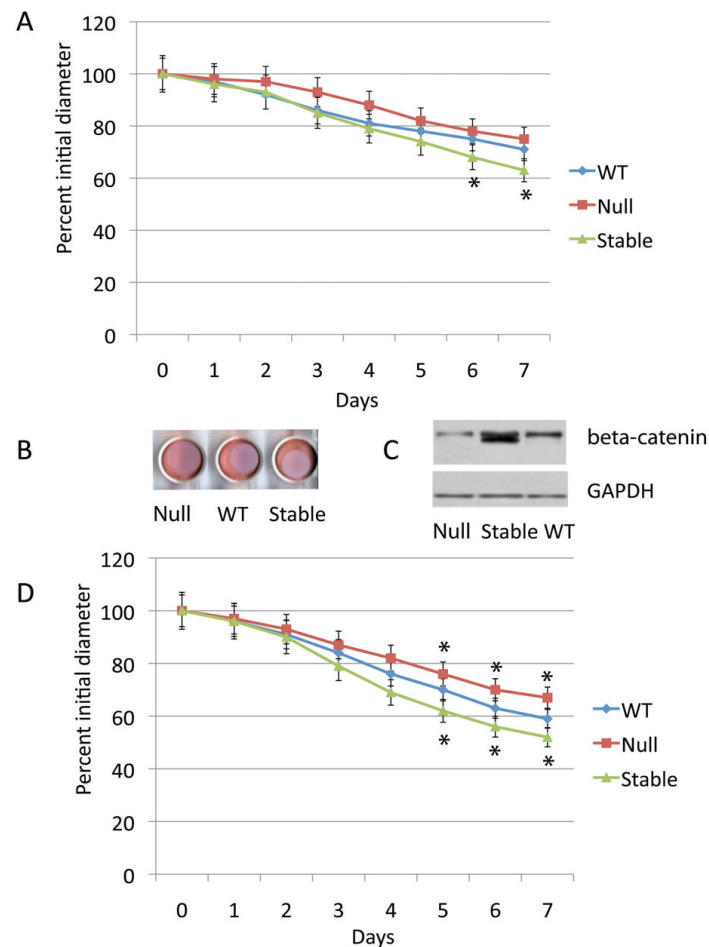 A
Percent initial diameter
120
100
80
60
40
20
0
* *
0 1 2 3 4 5 6 7
Days
WT
Null
Stable
B
Null WT Stable
C
beta-catenin
GAPDH
Null Stable WT
D
Percent initial diameter
120
100
80
60
40
20
0
* * *
* * *
0 1 2 3 4 5 6 7
Days
WT
Null
Stable